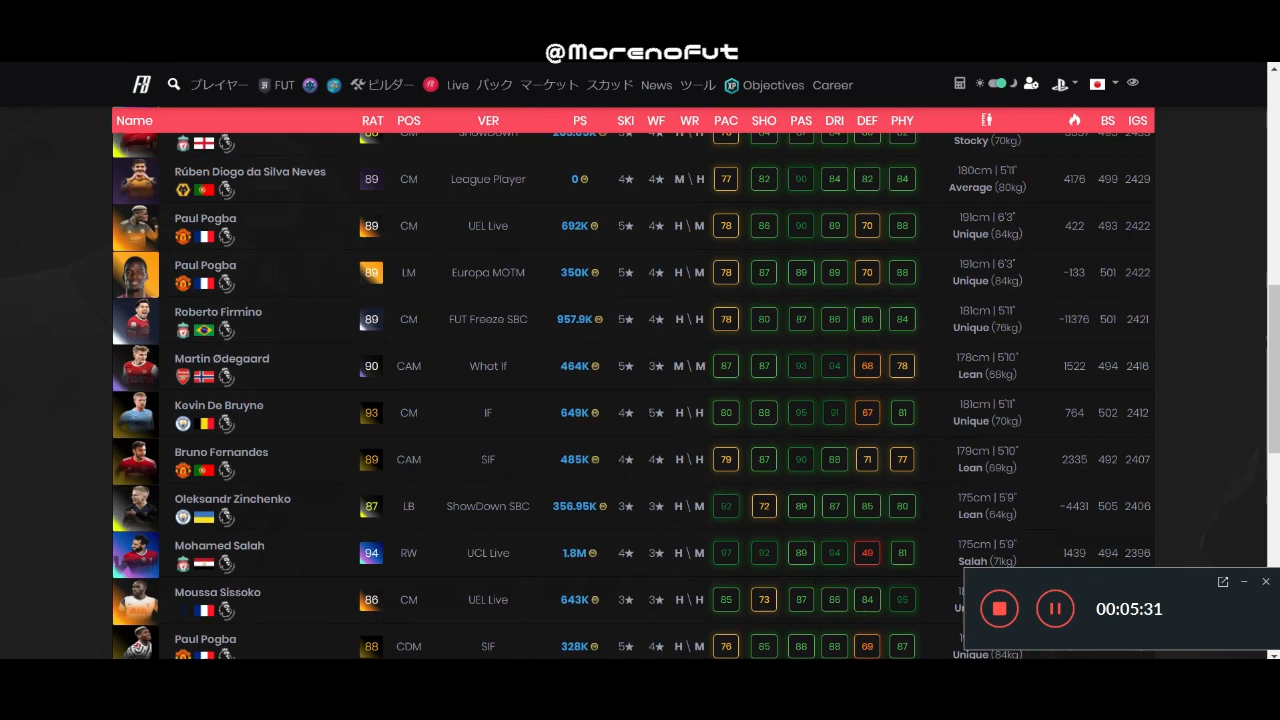 @MorenoFut
プレイヤー FUT ビルダー Live パック マーケット スカッド News ツール XP Objectives Career
Name RAT POS VER PS SKI WF WR PAC SHO PAS DRI DEF PHY BS IGS
Stocky (70kg)
Rúben Diogo da Silva Neves 89 CM League Player 0 4★ 4★ M \ H 77 82 90 84 82 84 180cm | 5'11" Average (80kg) 4176 499 2429
Paul Pogba 89 CM UEL Live 692K 5★ 4★ H \ M 78 86 90 89 70 88 191cm | 6'3" Unique (84kg) 422 493 2422
Paul Pogba 89 LM Europa MOTM 350K 5★ 4★ H \ M 78 87 89 89 70 88 191cm | 6'3" Unique (84kg) -133 501 2422
Roberto Firmino 89 CM FUT Freeze SBC 957.9K 5★ 4★ H \ H 78 80 87 86 86 84 181cm | 5'11" Unique (76kg) -11376 501 2421
Martin Ødegaard 90 CAM What If 464K 5★ 3★ M \ M 87 87 93 94 68 78 178cm | 5'10" Lean (68kg) 1522 494 2416
Kevin De Bruyne 93 CM IF 649K 4★ 5★ H \ H 80 88 95 91 67 81 181cm | 5'11" Unique (70kg) 764 502 2412
Bruno Fernandes 89 CAM SIF 485K 4★ 4★ H \ H 79 87 90 88 71 77 179cm | 5'10" Lean (69kg) 2335 492 2407
Oleksandr Zinchenko 87 LB ShowDown SBC 356.95K 3★ 3★ H \ M 92 72 89 87 85 80 175cm | 5'9" Lean (64kg) -4431 505 2406
Mohamed Salah 94 RW UCL Live 1.8M 4★ 3★ H \ M 97 92 89 94 49 81 175cm | 5'9" Salah (71kg) 1439 494 2396
Moussa Sissoko 86 CM UEL Live 643K 3★ 3★ H \ H 85 73 87 86 84 95
00:05:31
Paul Pogba 88 CDM SIF 328K 5★ 4★ H \ M 76 85 88 88 69 87 Unique (84kg)